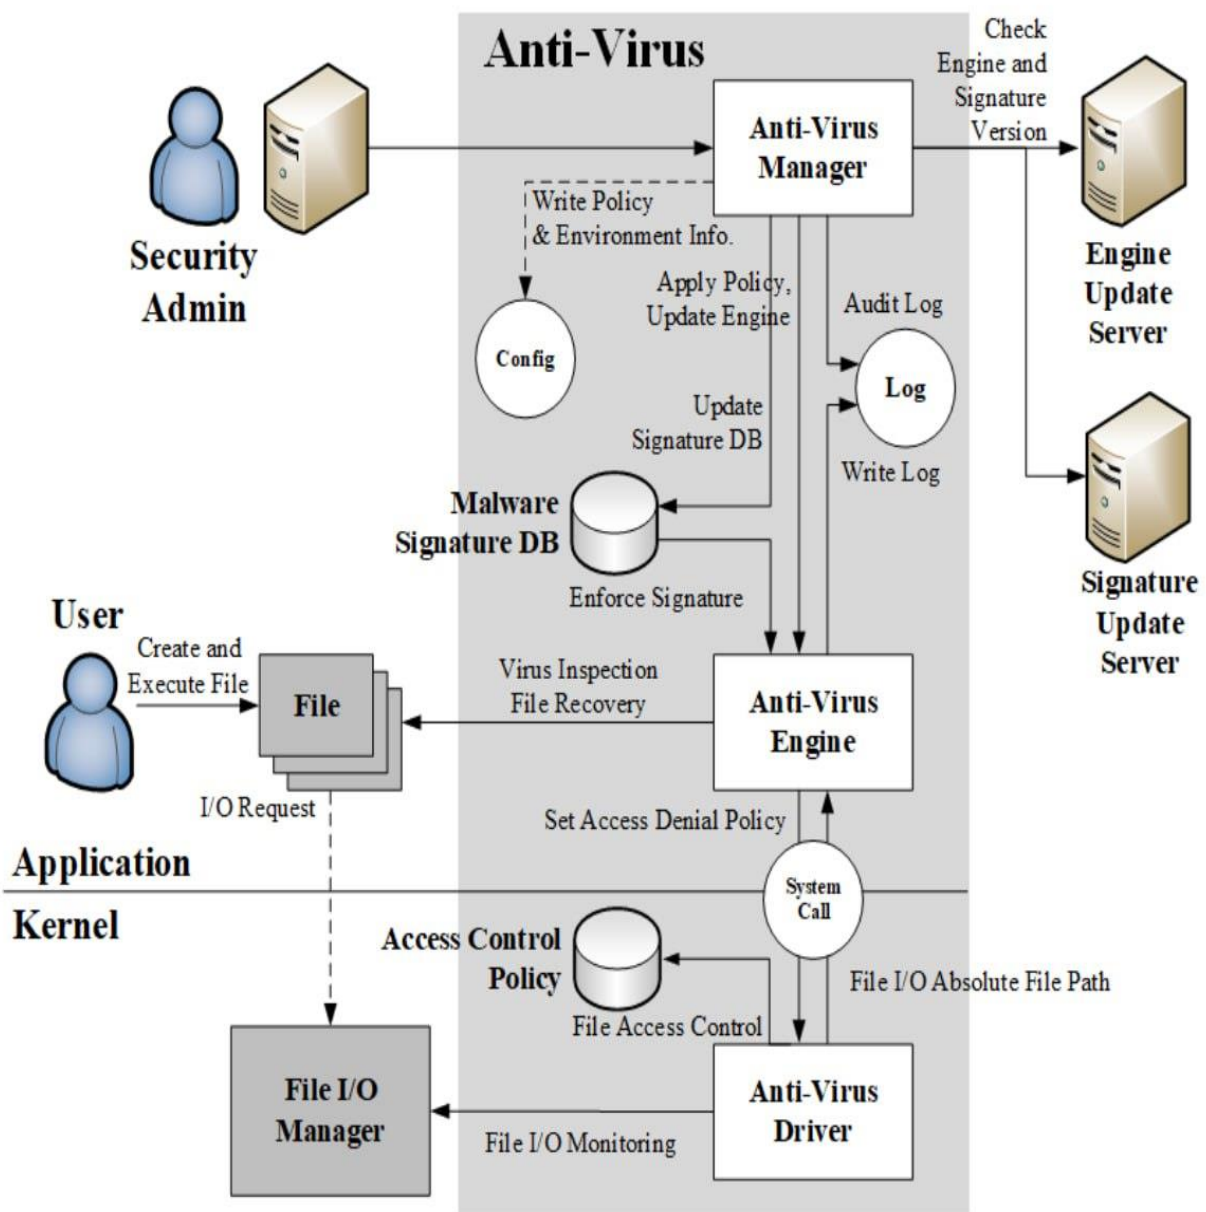 Anti-Virus
Check
Engine and
Signature
Version
Anti-Virus
Manager
Security
Admin
Write Policy
& Environment Info.
Engine
Update
Server
Apply Policy,
Update Engine
Audit Log
Config
Log
Update
Signature DB
Write Log
Malware
Signature DB
Enforce Signature
Signature
Update
Server
User
Create and
Execute File
File
Virus Inspection
File Recovery
Anti-Virus
Engine
I/O Request
Set Access Denial Policy
Application
Kernel
System
Call
Access Control
Policy
File I/O Absolute File Path
File Access Control
File I/O
Manager
Anti-Virus
Driver
File I/O Monitoring